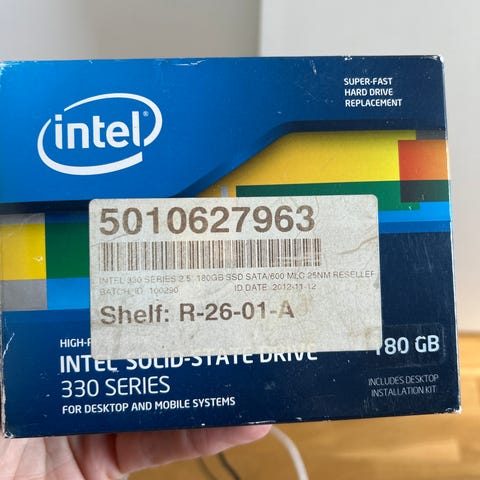 SUPER-FAST
HARD DRIVE
REPLACEMENT
intel
5010627963
INTEL 330 SERIES 2.5" 180GB SSD SATA/600 MLC 25NM RESELLER
BATCH ID 100290 ID DATE: 2012-11-12
Shelf: R-26-01-A
INTEL SOLID-STATE DRIVE 180 GB
330 SERIES
FOR DESKTOP AND MOBILE SYSTEMS
INCLUDES DESKTOP
INSTALLATION KIT